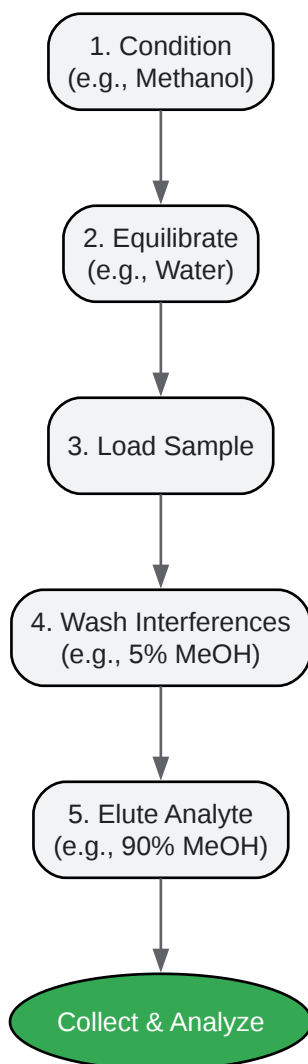 1. Condition
(e.g., Methanol)
2. Equilibrate
(e.g., Water)
3. Load Sample
4. Wash Interferences
(e.g., 5% MeOH)
5. Elute Analyte
(e.g., 90% MeOH)
Collect & Analyze